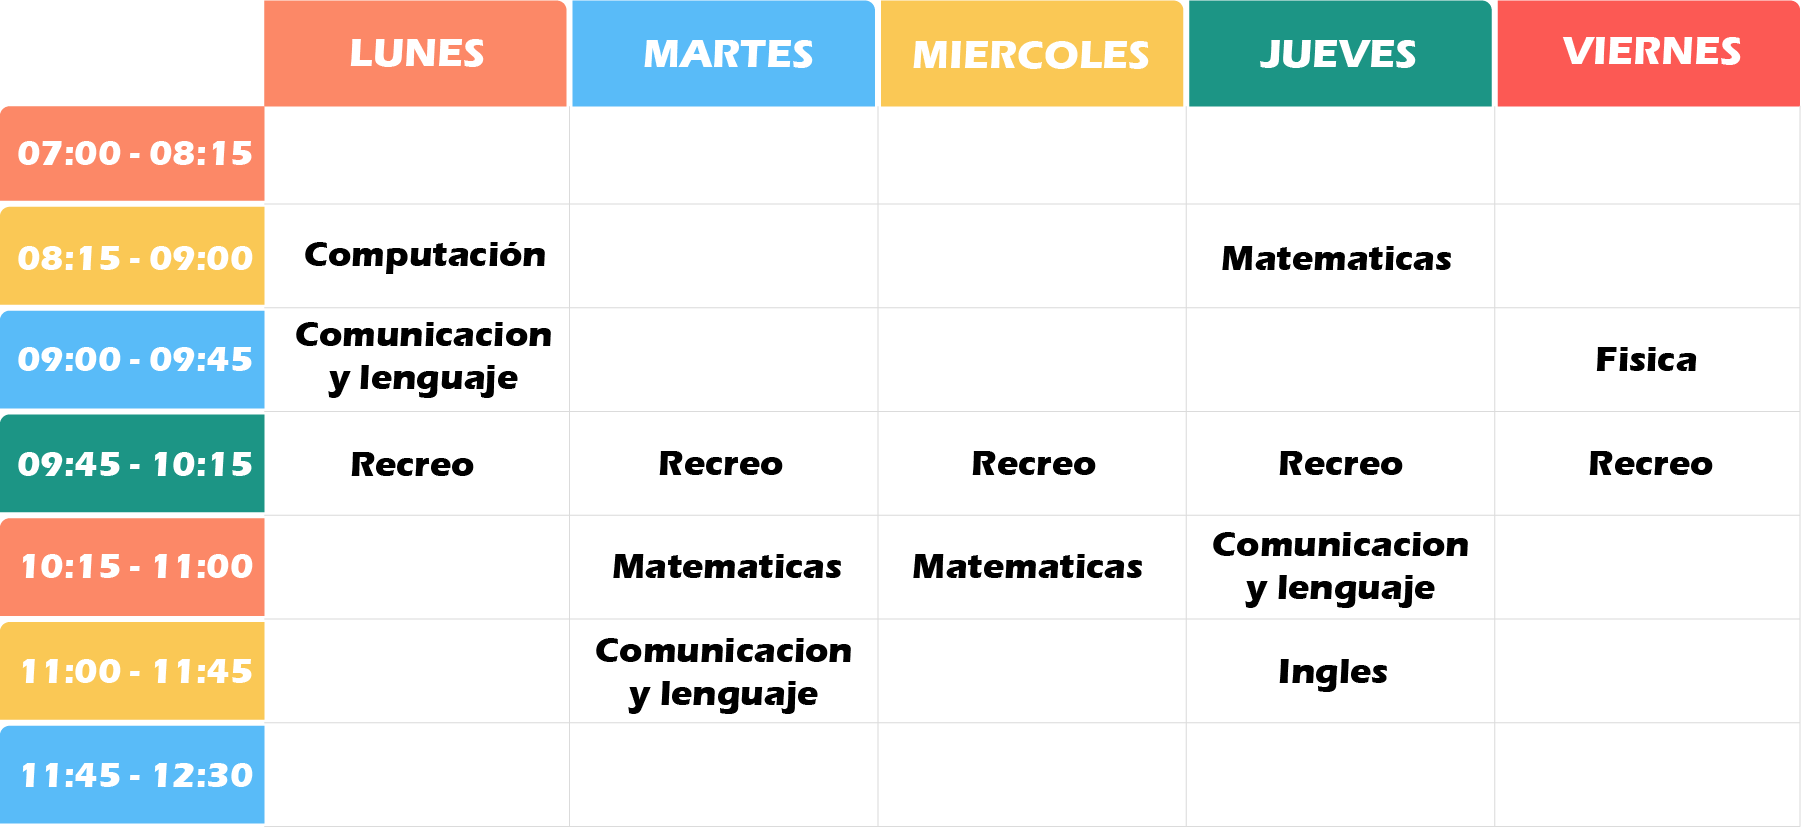 LUNES MARTES MIERCOLES JUEVES VIERNES
07:00 - 08:15
08:15 - 09:00 Computación Matematicas
09:00 - 09:45 Comunicacion
y lenguaje Fisica
09:45 - 10:15 Recreo Recreo Recreo Recreo Recreo
10:15 - 11:00 Matematicas Matematicas Comunicacion
y lenguaje
11:00 - 11:45 Comunicacion
y lenguaje Ingles
11:45 - 12:30